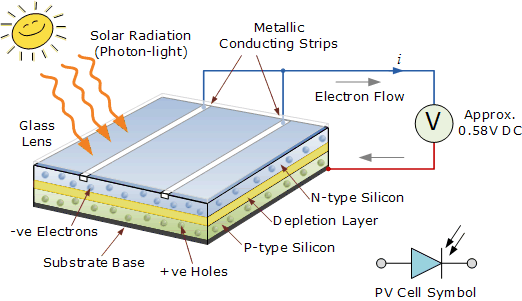 Solar Radiation
(Photon-light)
Metallic
Conducting Strips
i
Electron Flow
Glass
Lens
V
Approx.
0.58V DC
N-type Silicon
Depletion Layer
P-type Silicon
-ve Electrons
Substrate Base
+ve Holes
PV Cell Symbol